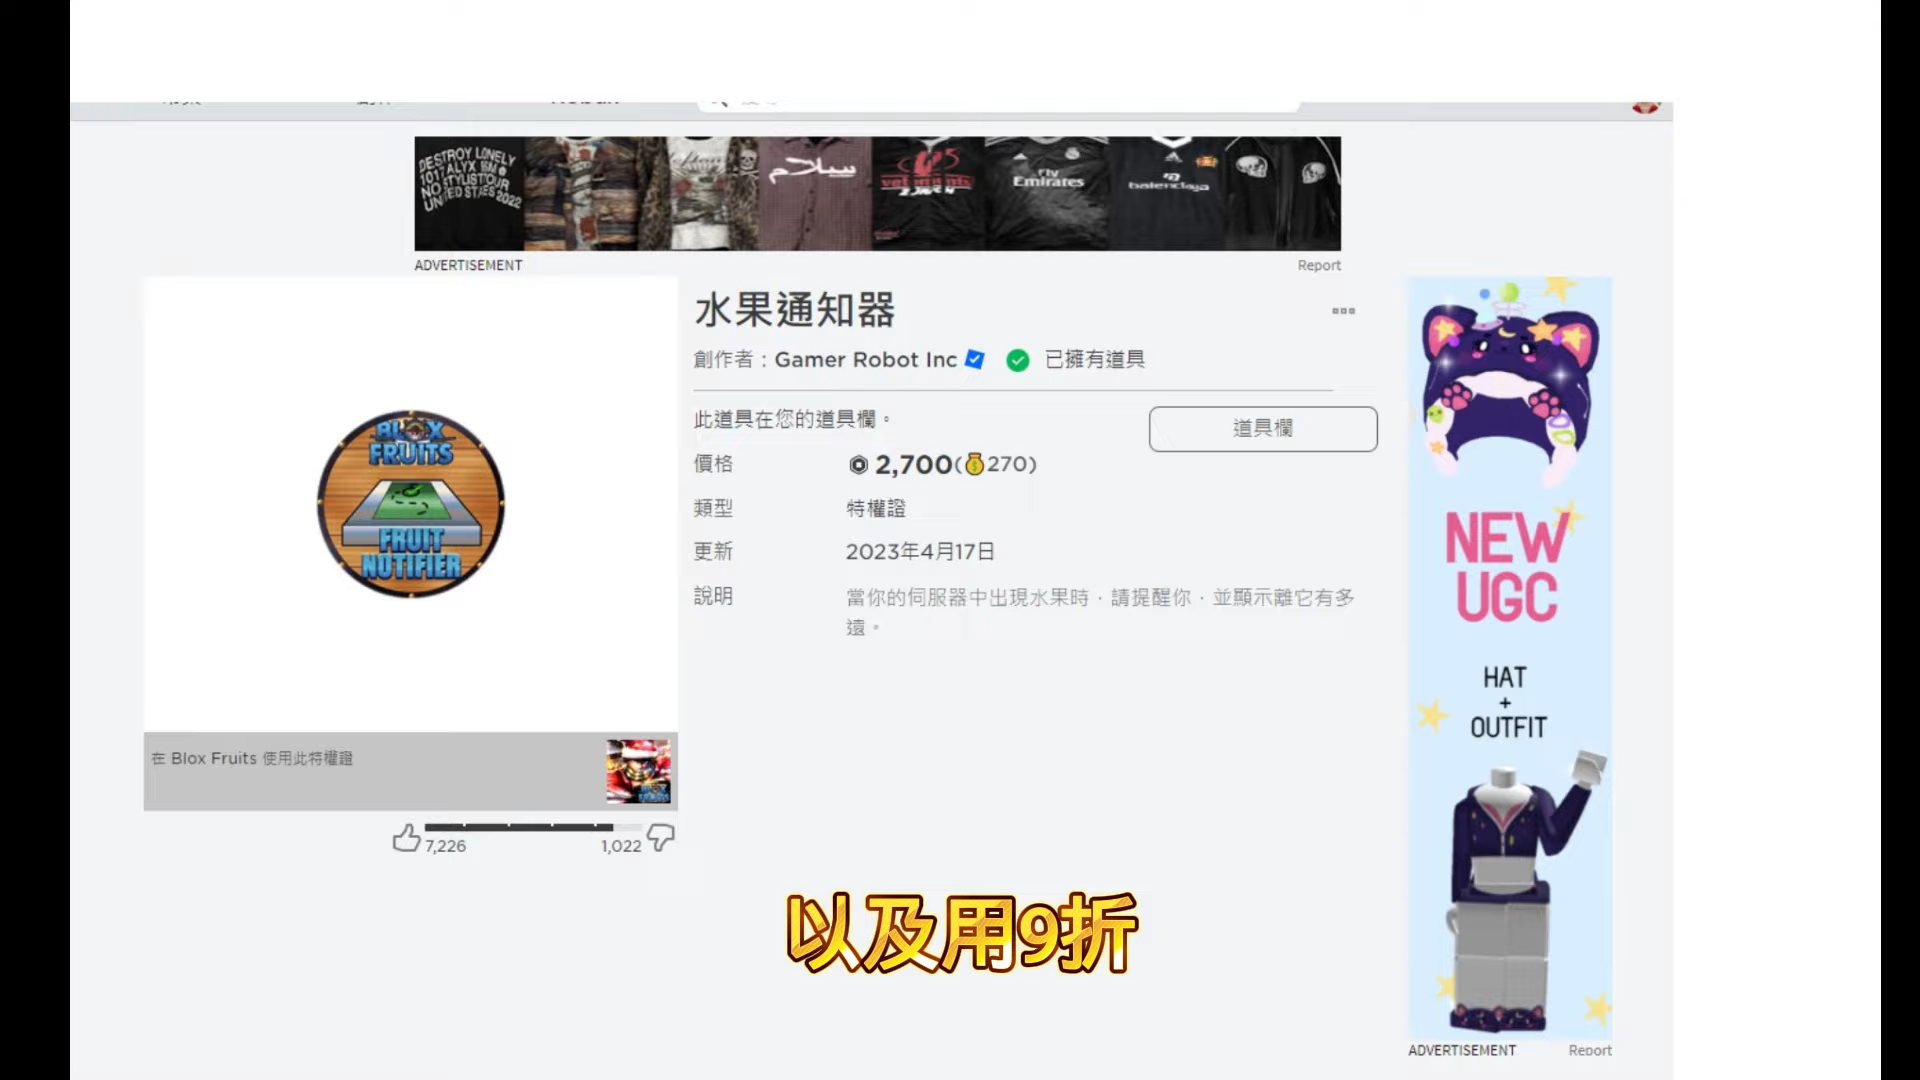 DESTROY LONELY
1017 ALYX 9SM
NO STYLIST TOUR
UNITED STATES 2022
سلام
vetements
Fly
Emirates
balenciaga
ADVERTISEMENT
Report
水果通知器
創作者：Gamer Robot Inc
已擁有道具
此道具在您的道具欄。
道具欄
價格
2,700(270)
類型
特權證
更新
2023年4月17日
說明
當你的伺服器中出現水果時，請提醒你，並顯示離它有多
遠。
BLOX
FRUITS
FRUIT
NOTIFIER
在 Blox Fruits 使用此特權證
BLOX
FRUITS
7,226
1,022
NEW
UGC
HAT
+
OUTFIT
ADVERTISEMENT
Report
以及用9折